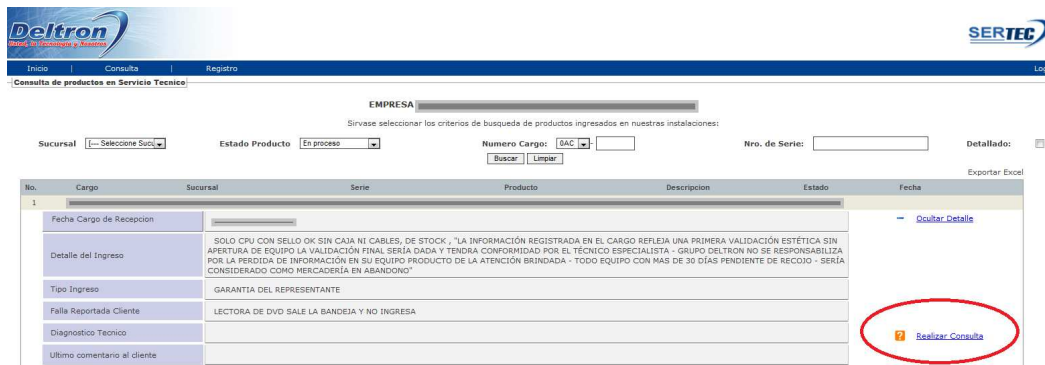 Deltron
Usted, la Tecnología y Nosotros
SERTEC
Inicio | Consulta | Registro Log
Consulta de productos en Servicio Tecnico
EMPRESA
Sirvase seleccionar los criterios de busqueda de productos ingresados en nuestras instalaciones:
Sucursal [--- Seleccione Sucu Estado Producto En proceso Numero Cargo: 0AC - Nro. de Serie: Detallado:
Buscar Limpiar
Exportar Excel
No. Cargo Sucursal Serie Producto Descripcion Estado Fecha
1
Fecha Cargo de Recepcion Ocultar Detalle
Detalle del Ingreso
SOLO CPU CON SELLO OK SIN CAJA NI CABLES, DE STOCK , "LA INFORMACIÓN REGISTRADA EN EL CARGO REFLEJA UNA PRIMERA VALIDACIÓN ESTÉTICA SIN
APERTURA DE EQUIPO LA VALIDACIÓN FINAL SERÍA DADA Y TENDRA CONFORMIDAD POR EL TÉCNICO ESPECIALISTA - GRUPO DELTRON NO SE RESPONSABILIZA
POR LA PERDIDA DE INFORMACIÓN EN SU EQUIPO PRODUCTO DE LA ATENCIÓN BRINDADA - TODO EQUIPO CON MAS DE 30 DÍAS PENDIENTE DE RECOJO - SERÍA
CONSIDERADO COMO MERCADERÍA EN ABANDONO"
Tipo Ingreso GARANTIA DEL REPRESENTANTE
Falla Reportada Cliente LECTORA DE DVD SALE LA BANDEJA Y NO INGRESA
Diagnostico Tecnico ? Realizar Consulta
Ultimo comentario al cliente